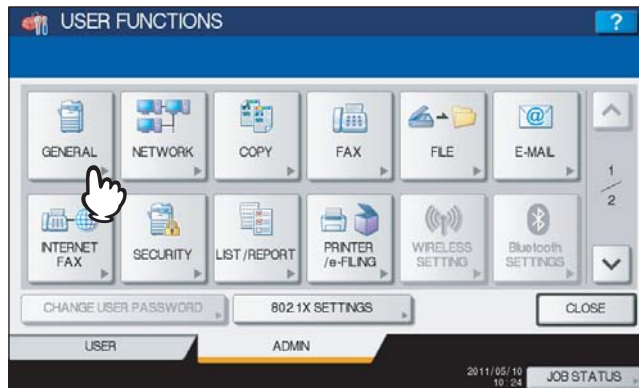 USER FUNCTIONS
?
GENERAL
NETWORK
COPY
FAX
FILE
E-MAIL
1
2
INTERNET
FAX
SECURITY
LIST/REPORT
PRINTER
/e-FILING
WIRELESS
SETTING
Bluetooth
SETTINGS
CHANGE USER PASSWORD
802.1X SETTINGS
CLOSE
USER
ADMIN
2011/05/10
10:24
JOB STATUS